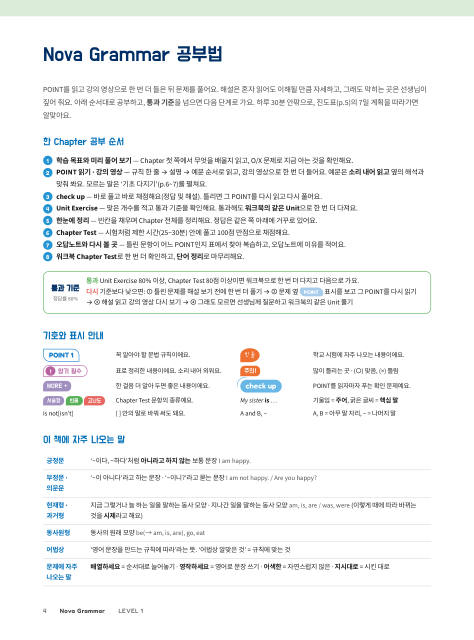 Nova Grammar 공부법
POINT를 읽고 강의 영상으로 한 번 더 들은 뒤 문제를 풀어요. 해설은 혼자 읽어도 이해될 만큼 자세하고, 그래도 막히는 곳은 선생님이
짚어 줘요. 아래 순서대로 공부하고, 통과 기준을 넘으면 다음 단계로 가요. 하루 30분 안팎으로, 진도표(p.5)의 7일 계획을 따라가면
알맞아요.
한 Chapter 공부 순서
1 학습 목표와 미리 풀어 보기 — Chapter 첫 쪽에서 무엇을 배울지 읽고, O/X 문제로 지금 아는 것을 확인해요.
2 POINT 읽기 · 강의 영상 — 규칙 한 줄 → 설명 → 예문 순서로 읽고, 강의 영상으로 한 번 더 들어요. 예문은 소리 내어 읽고 옆의 해석과
맞춰 봐요. 모르는 말은 '기초 다지기'(p.6~7)를 펼쳐요.
3 check up — 바로 풀고 바로 채점해요(정답 및 해설). 틀리면 그 POINT를 다시 읽고 다시 풀어요.
4 Unit Exercise — 맞은 개수를 적고 통과 기준을 확인해요. 통과해도 워크북의 같은 Unit으로 한 번 더 다져요.
5 한눈에 정리 — 빈칸을 채우며 Chapter 전체를 정리해요. 정답은 같은 쪽 아래에 거꾸로 있어요.
6 Chapter Test — 시험처럼 제한 시간(25~30분) 안에 풀고 100점 만점으로 채점해요.
7 오답노트와 다시 볼 곳 — 틀린 문항이 어느 POINT인지 표에서 찾아 복습하고, 오답노트에 이유를 적어요.
8 워크북 Chapter Test로 한 번 더 확인하고, 단어 정리로 마무리해요.
통과 기준
정답률 80%
통과 Unit Exercise 80% 이상, Chapter Test 80점 이상이면 워크북으로 한 번 더 다지고 다음으로 가요.
다시 기준보다 낮으면: ① 틀린 문제를 해설 보기 전에 한 번 더 풀기 → ② 문제 옆 POINT 표시를 보고 그 POINT를 다시 읽기
→ ③ 해설 읽고 강의 영상 다시 보기 → ④ 그래도 모르면 선생님께 질문하고 워크북의 같은 Unit 풀기
기호와 표시 안내
POINT 1 꼭 알아야 할 문법 규칙이에요.
학교 시험에 자주 나오는 내용이에요.
! 암기 필수 표로 정리한 내용이에요. 소리 내어 외워요.
주의! 많이 틀리는 곳 · (○) 맞음, (×) 틀림
MORE + 한 걸음 더 알아 두면 좋은 내용이에요.
check up POINT를 읽자마자 푸는 확인 문제예요.
서술형 빈출 고난도 Chapter Test 문항의 종류예요.
My sister is … 기울임 = 주어, 굵은 글씨 = 핵심 말
is not[isn't] [ ] 안의 말로 바꿔 써도 돼요.
A and B, ~ A, B = 아무 말 자리, ~ = 나머지 말
이 책에 자주 나오는 말
긍정문 '~이다, ~하다'처럼 아니라고 하지 않는 보통 문장 I am happy.
부정문 · '~이 아니다'라고 하는 문장 · '~이니?'라고 묻는 문장 I am not happy. / Are you happy?
의문문
현재형 · 지금 그렇거나 늘 하는 일을 말하는 동사 모양 · 지나간 일을 말하는 동사 모양 am, is, are / was, were (이렇게 때에 따라 바뀌는
과거형 것을 시제라고 해요)
동사원형 동사의 원래 모양 be(→ am, is, are), go, eat
어법상 '영어 문장을 만드는 규칙에 따라'라는 뜻. '어법상 알맞은 것' = 규칙에 맞는 것
문제에 자주 배열하세요 = 순서대로 늘어놓기 · 영작하세요 = 영어로 문장 쓰기 · 어색한 = 자연스럽지 않은 · 지시대로 = 시킨 대로
나오는 말
4 Nova Grammar LEVEL 1